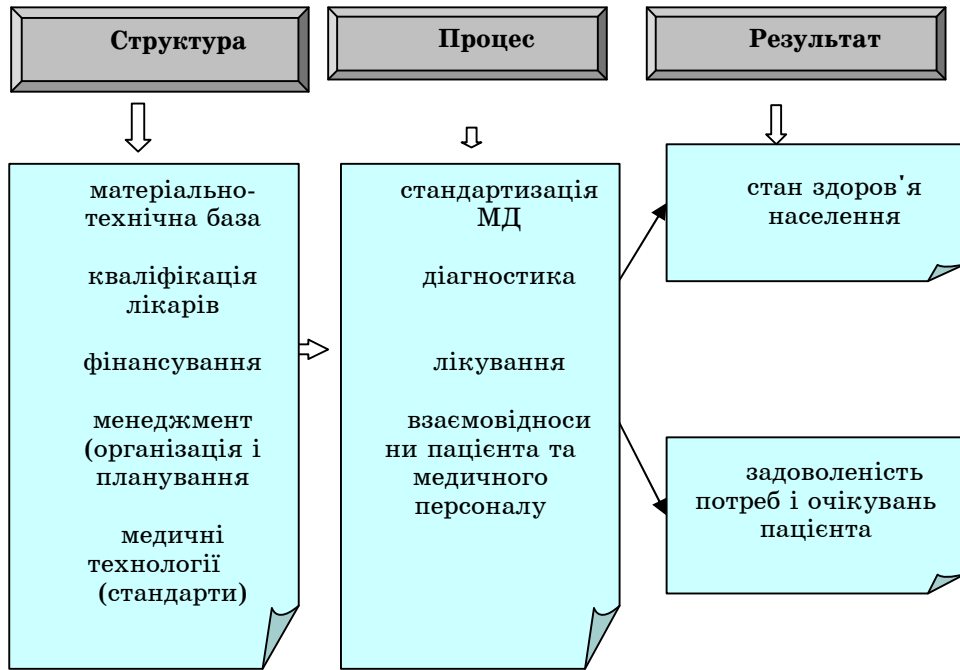 Структура
Процес
Результат
матеріально-
технічна база
кваліфікація
лікарів
фінансування
менеджмент
(організація і
планування
медичні
технології
(стандарти)
стандартизація
МД
діагностика
лікування
взаємовідноси
ни пацієнта та
медичного
персоналу
стан здоров'я
населення
задоволеність
потреб і очікувань
пацієнта